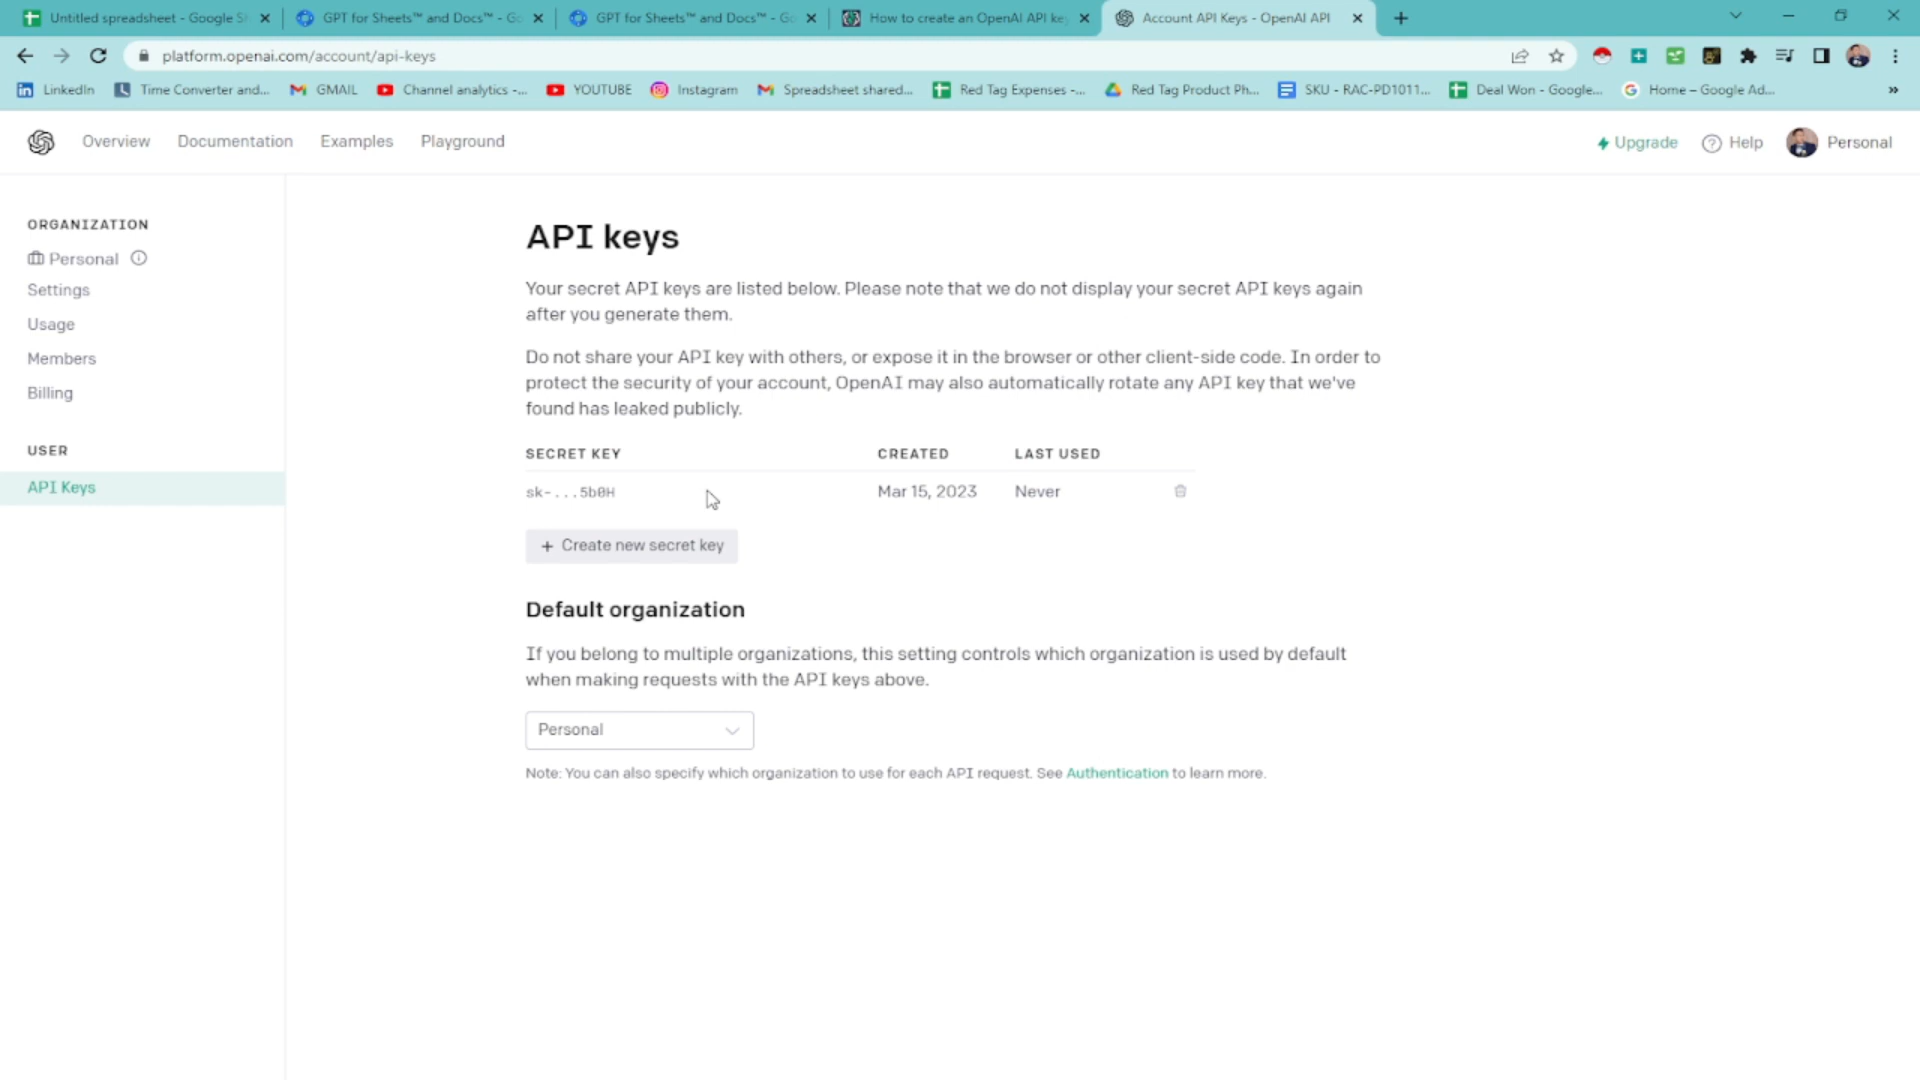 Untitled spreadsheet - Google Sh
GPT for Sheets™ and Docs™ - Go
GPT for Sheets™ and Docs™ - Go
How to create an OpenAI API key
Account API Keys - OpenAI API
platform.openai.com/account/api-keys
LinkedIn
Time Converter and...
GMAIL
Channel analytics -...
YOUTUBE
Instagram
Spreadsheet shared...
Red Tag Expenses -...
Red Tag Product Ph...
SKU - RAC-PD1011...
Deal Won - Google...
Home – Google Ad...
Overview
Documentation
Examples
Playground
Upgrade
Help
Personal
ORGANIZATION
Personal
Settings
Usage
Members
Billing
USER
API Keys
API keys
Your secret API keys are listed below. Please note that we do not display your secret API keys again
after you generate them.
Do not share your API key with others, or expose it in the browser or other client-side code. In order to
protect the security of your account, OpenAI may also automatically rotate any API key that we've
found has leaked publicly.
SECRET KEY CREATED LAST USED
sk-...5b0H Mar 15, 2023 Never
+ Create new secret key
Default organization
If you belong to multiple organizations, this setting controls which organization is used by default
when making requests with the API keys above.
Personal
Note: You can also specify which organization to use for each API request. See Authentication to learn more.